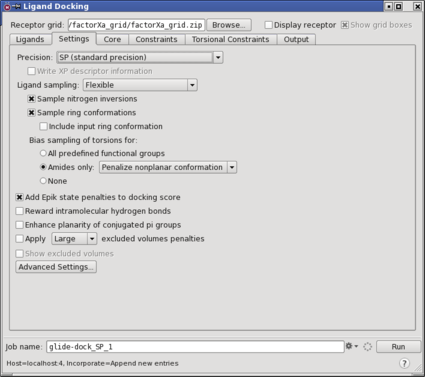 Ligand Docking
Receptor grid: /factorXa_grid/factorXa_grid.zip Browse... Display receptor Show grid boxes
Ligands Settings Core Constraints Torsional Constraints Output
Precision: SP (standard precision)
Write XP descriptor information
Ligand sampling: Flexible
Sample nitrogen inversions
Sample ring conformations
Include input ring conformation
Bias sampling of torsions for:
All predefined functional groups
Amides only: Penalize nonplanar conformation
None
Add Epik state penalties to docking score
Reward intramolecular hydrogen bonds
Enhance planarity of conjugated pi groups
Apply Large excluded volumes penalties
Show excluded volumes
Advanced Settings...
Job name: glide-dock_SP_1 Run
Host=localhost:4, Incorporate=Append new entries ?